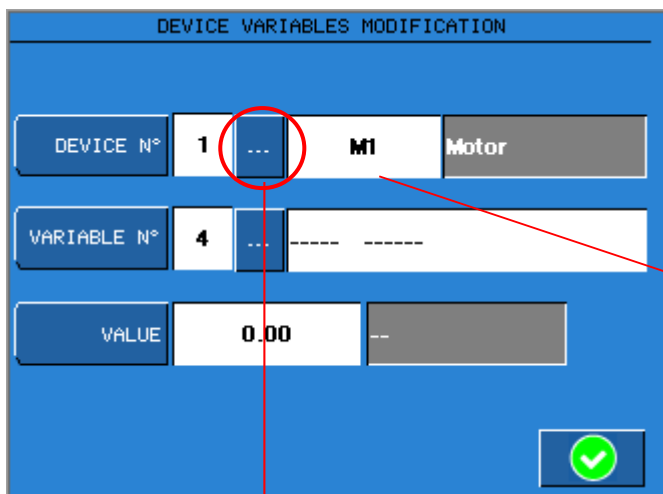 DEVICE VARIABLES MODIFICATION
DEVICE N° 1 ... M1 Motor
VARIABLE N° 4 ... ----- ------
VALUE 0.00 --